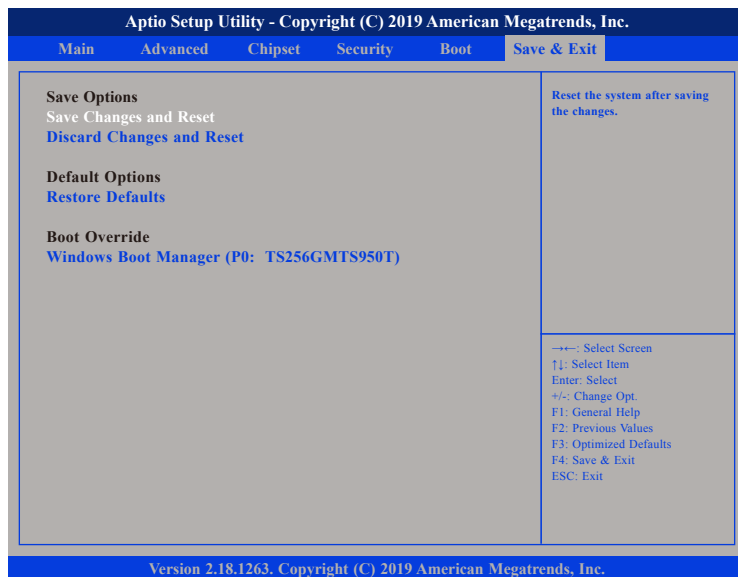 Aptio Setup Utility - Copyright (C) 2019 American Megatrends, Inc.
Main Advanced Chipset Security Boot Save & Exit
Save Options
Save Changes and Reset
Discard Changes and Reset
Default Options
Restore Defaults
Boot Override
Windows Boot Manager (P0: TS256GMTS950T)
Reset the system after saving
the changes.
→←: Select Screen
↑↓: Select Item
Enter: Select
+/-: Change Opt.
F1: General Help
F2: Previous Values
F3: Optimized Defaults
F4: Save & Exit
ESC: Exit
Version 2.18.1263. Copyright (C) 2019 American Megatrends, Inc.